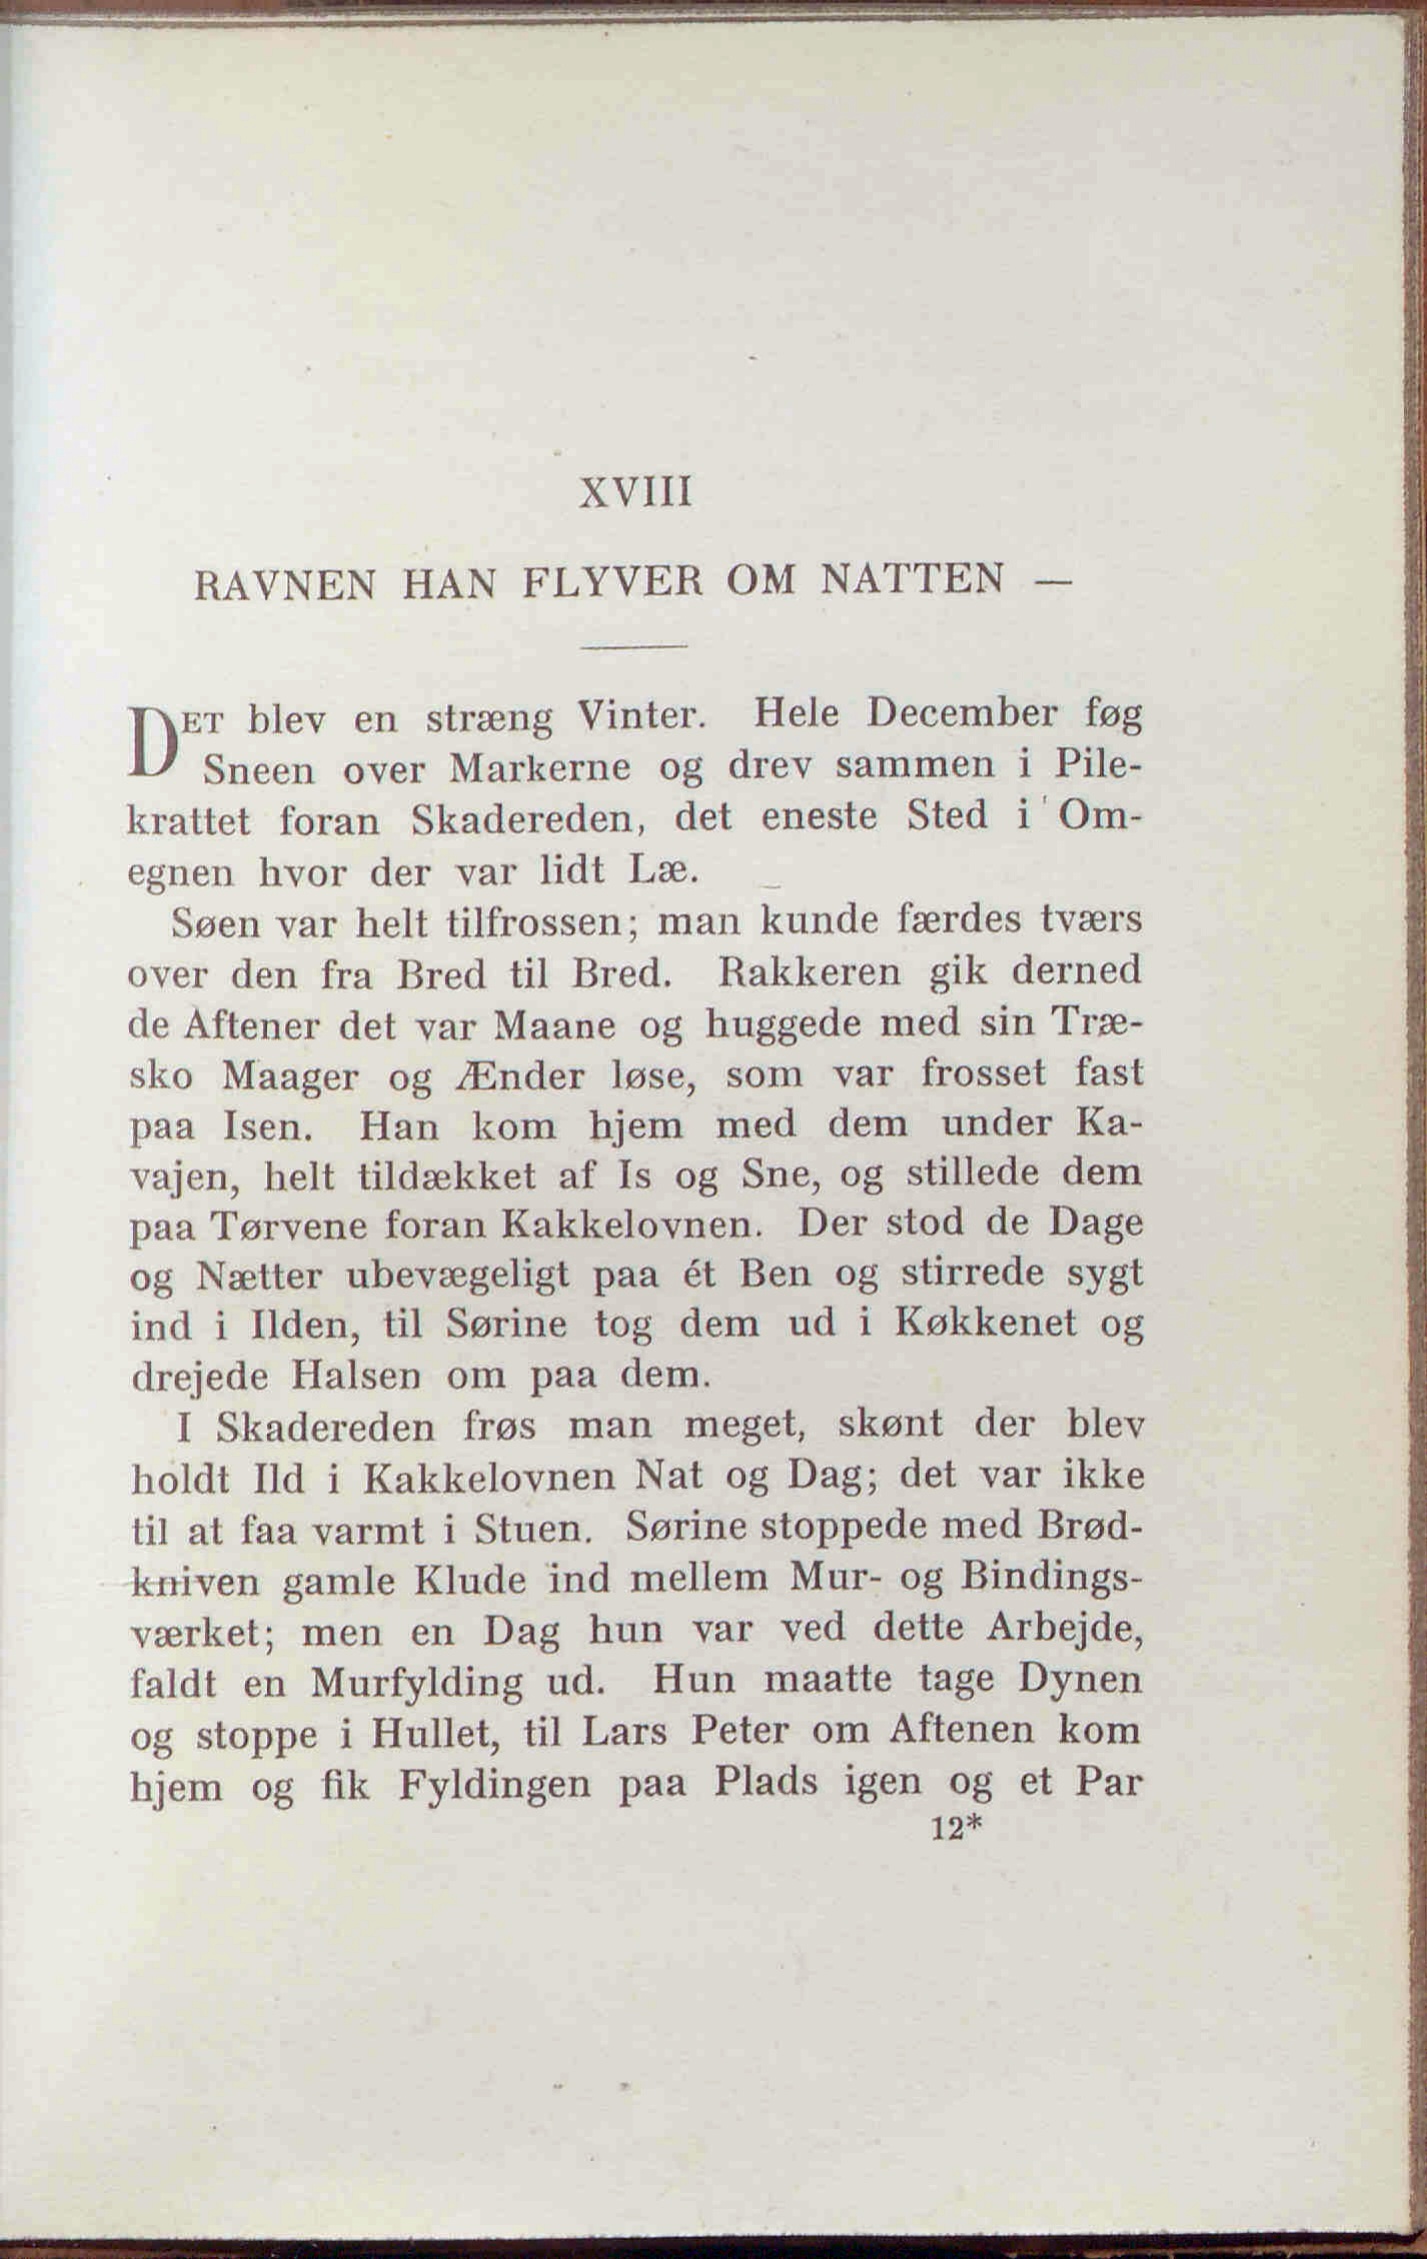 XVIII
RAVNEN HAN FLYVER OM NATTEN —
DET blev en stræng Vinter. Hele December føg
Sneen over Markerne og drev sammen i Pile-
krattet foran Skadereden, det eneste Sted i Om-
egnen hvor der var lidt Læ.
Søen var helt tilfrossen; man kunde færdes tværs
over den fra Bred til Bred. Rakkeren gik derned
de Aftener det var Maane og huggede med sin Træ-
sko Maager og Ænder løse, som var frosset fast
paa Isen. Han kom hjem med dem under Ka-
vajen, helt tildækket af Is og Sne, og stillede dem
paa Tørvene foran Kakkelovnen. Der stod de Dage
og Nætter ubevægeligt paa ét Ben og stirrede sygt
ind i Ilden, til Sørine tog dem ud i Køkkenet og
drejede Halsen om paa dem.
I Skadereden frøs man meget, skønt der blev
holdt Ild i Kakkelovnen Nat og Dag; det var ikke
til at faa varmt i Stuen. Sørine stoppede med Brød-
kniven gamle Klude ind mellem Mur- og Bindings-
værket; men en Dag hun var ved dette Arbejde,
faldt en Murfylding ud. Hun maatte tage Dynen
og stoppe i Hullet, til Lars Peter om Aftenen kom
hjem og fik Fyldingen paa Plads igen og et Par
12*